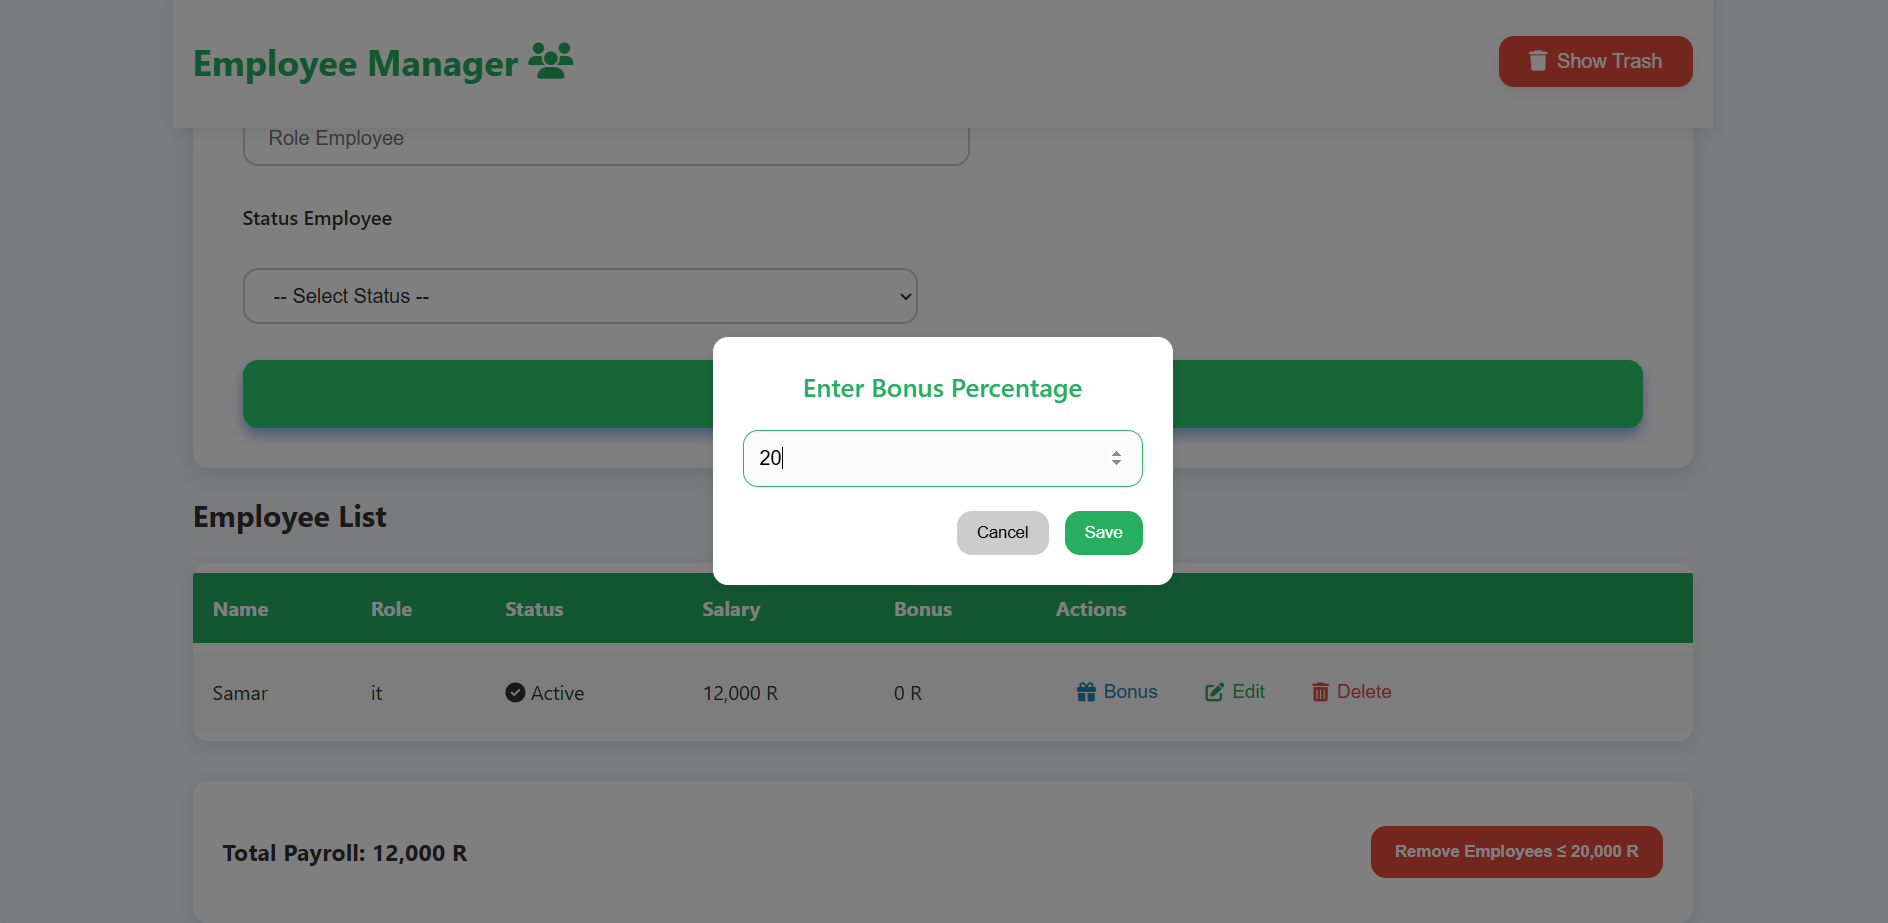 Employee Manager
Show Trash
Role Employee
Status Employee
-- Select Status --
Enter Bonus Percentage
20
Cancel
Save
Employee List
Name Role Status Salary Bonus Actions
Samar it Active 12,000 R 0 R Bonus Edit Delete
Total Payroll: 12,000 R
Remove Employees ≤ 20,000 R